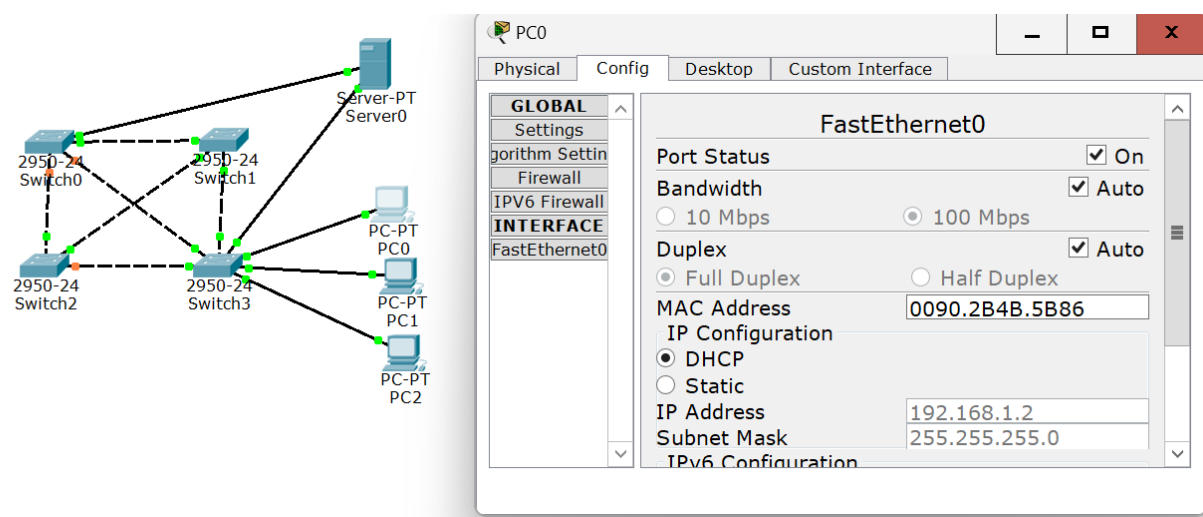 Server-PT
Server0
2950-24
Switch0
2950-24
Switch1
PC-PT
PC0
2950-24
Switch2
2950-24
Switch3
PC-PT
PC1
PC-PT
PC2
PC0
Physical Config Desktop Custom Interface
GLOBAL
Settings
gorithm Settin
Firewall
IPV6 Firewall
INTERFACE
FastEthernet0
FastEthernet0
Port Status On
Bandwidth Auto
10 Mbps 100 Mbps
Duplex Auto
Full Duplex Half Duplex
MAC Address 0090.2B4B.5B86
IP Configuration
DHCP
Static
IP Address 192.168.1.2
Subnet Mask 255.255.255.0
IPv6 Configuration